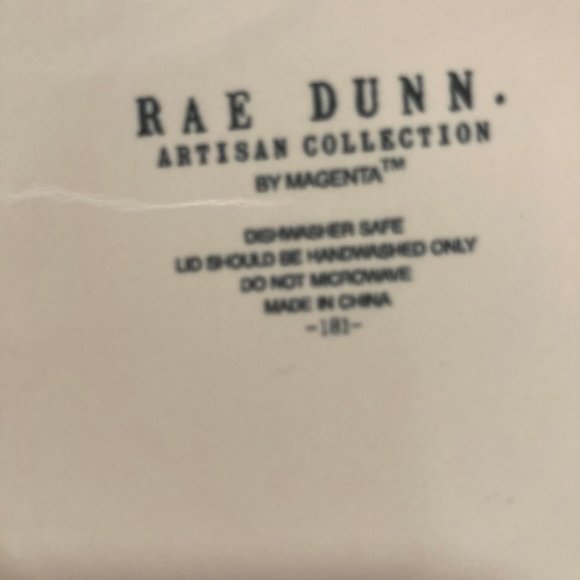 RAE DUNN.
ARTISAN COLLECTION
BY MAGENTA™
DISHWASHER SAFE
LID SHOULD BE HANDWASHED ONLY
DO NOT MICROWAVE
MADE IN CHINA
-181-